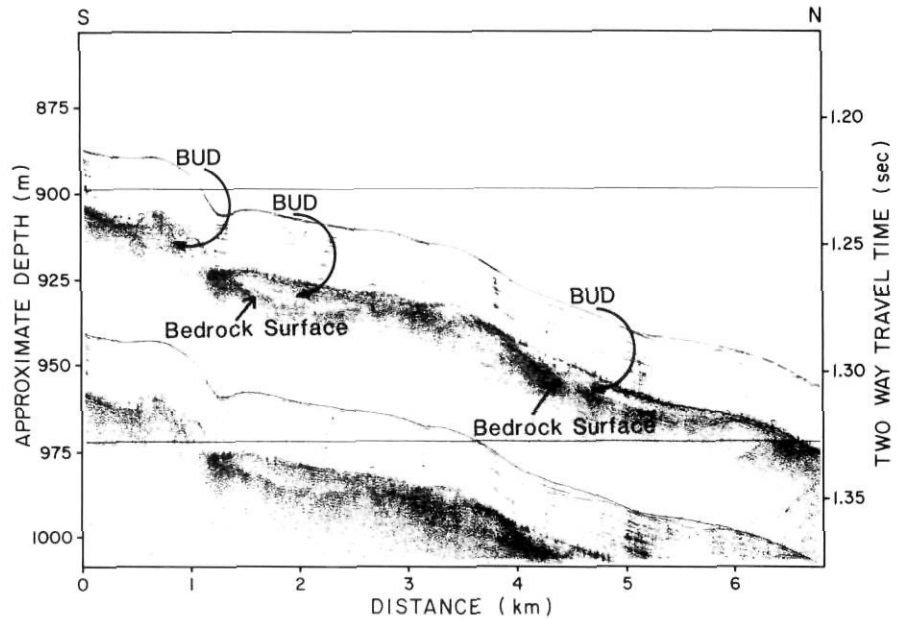 S
N
875
900
925
950
975
1000
APPROXIMATE DEPTH (m)
BUD
BUD
BUD
Bedrock Surface
Bedrock Surface
1.20
1.25
1.30
1.35
TWO WAY TRAVEL TIME (sec)
0
1
2
3
4
5
6
DISTANCE (km)